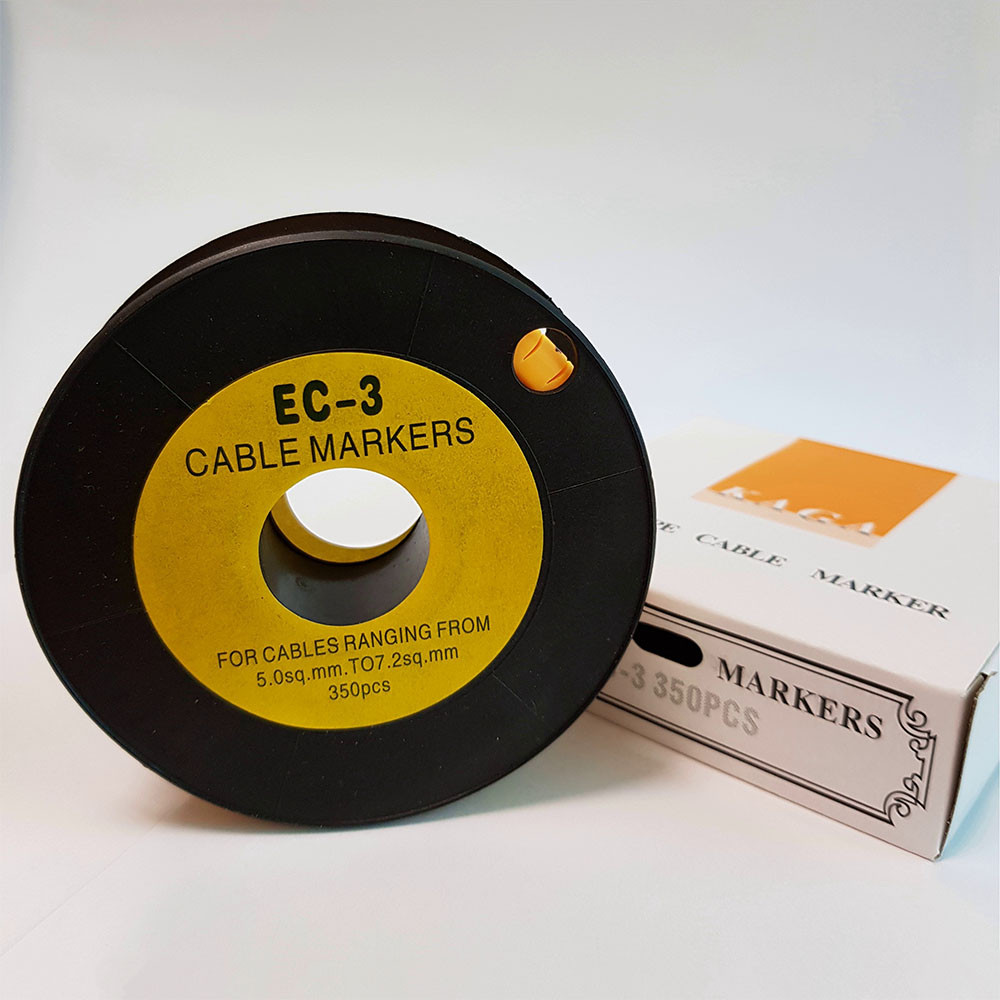 EC-3
CABLE MARKERS
FOR CABLES RANGING FROM
5.0sq.mm.TO7.2sq.mm
350pcs
KAGA
CABLE MARKER
MARKERS
-3 350PCS